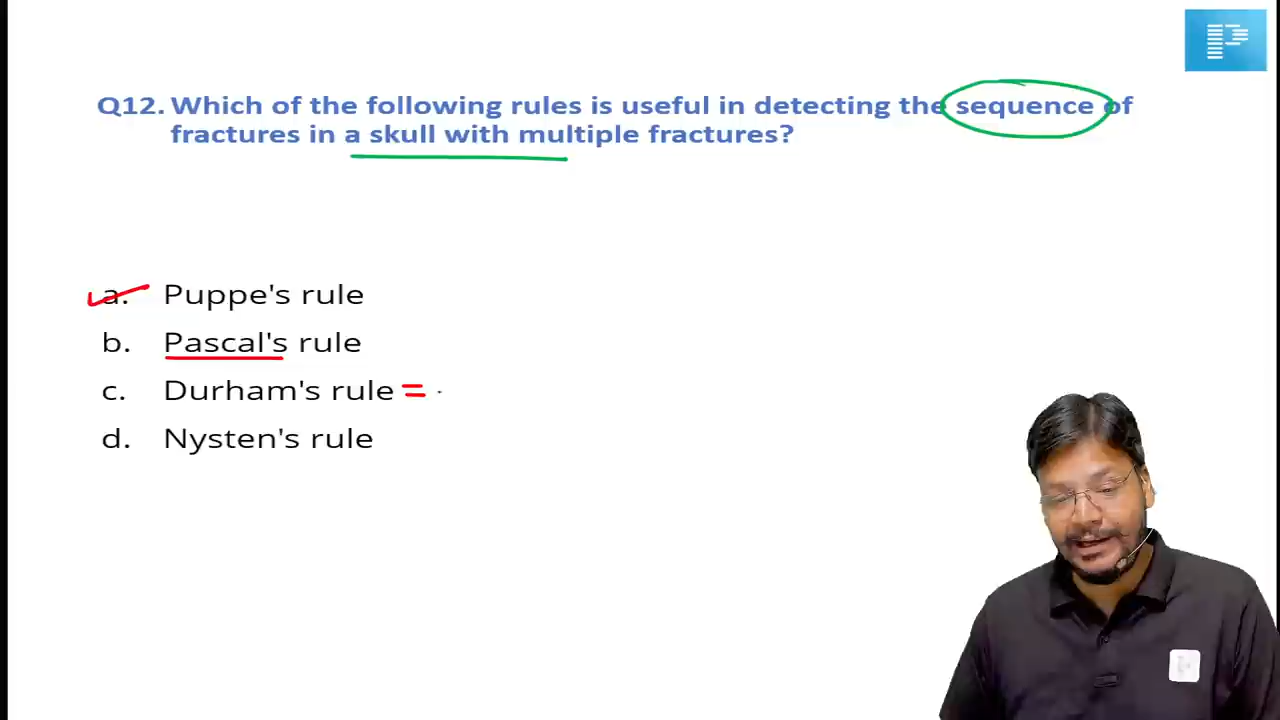 Q12. Which of the following rules is useful in detecting the sequence of
fractures in a skull with multiple fractures?
a. Puppe's rule
b. Pascal's rule
c. Durham's rule =
d. Nysten's rule